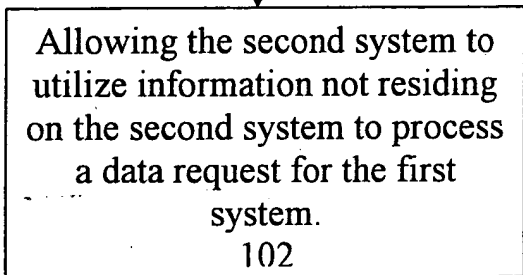 Allowing the second system to
utilize information not residing
on the second system to process
a data request for the first
system.
102